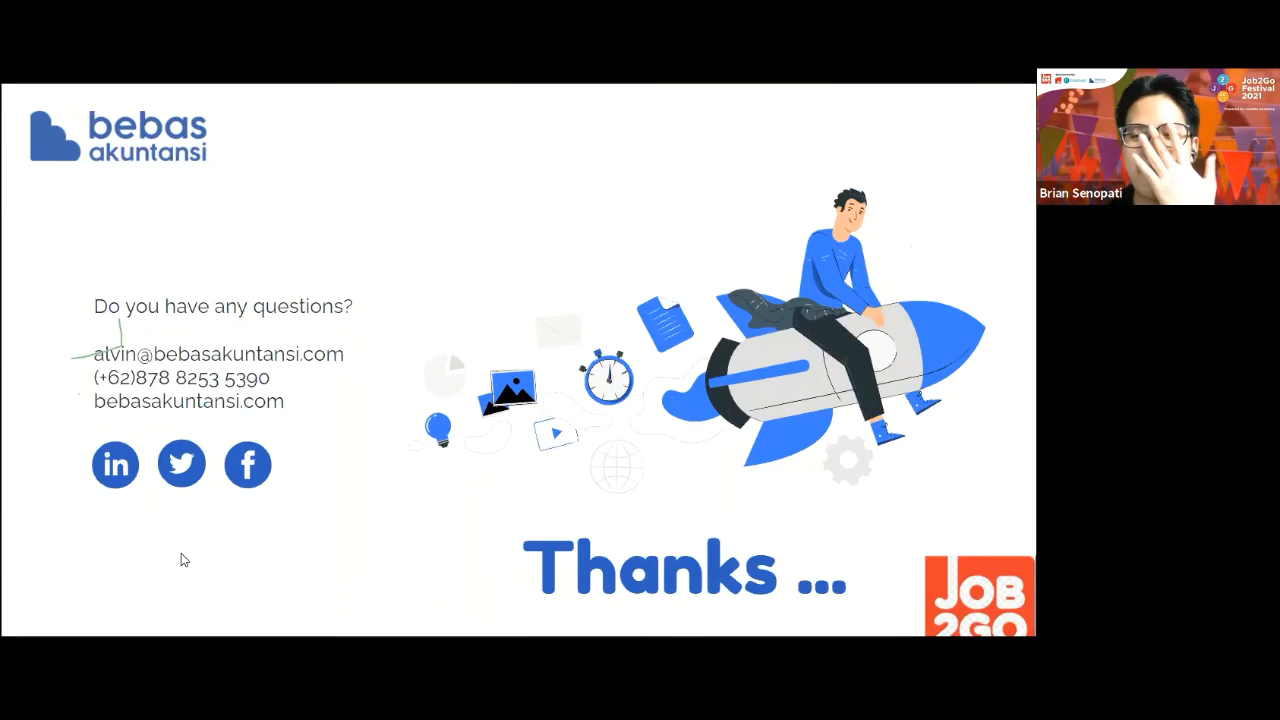 bebas
akuntansi
Do you have any questions?
alvin@bebasakuntansi.com
(+62)878 8253 5390
bebasakuntansi.com
in
f
Thanks ...
JOB
2GO
Job2Go
Festival
2021
Brian Senopati